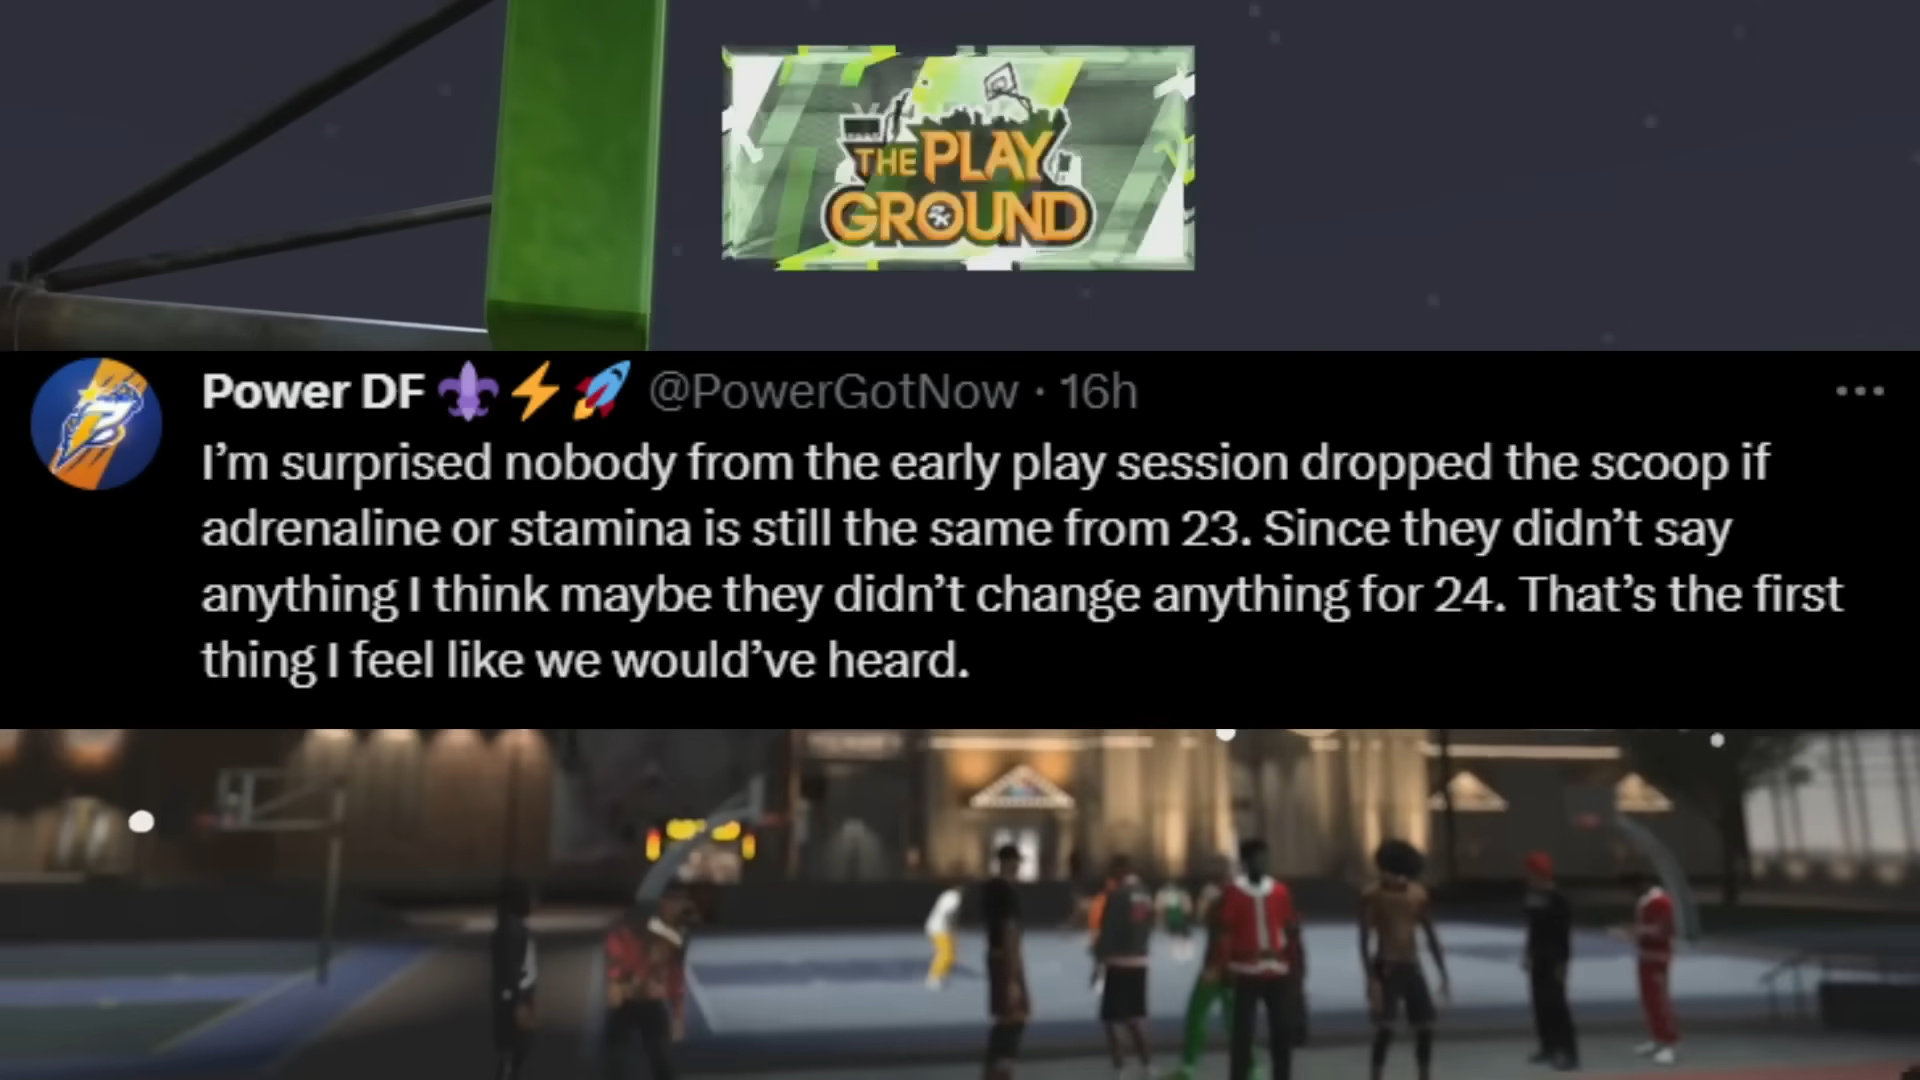 THE PLAY
GROUND
Power DF ⚜️⚡🚀 @PowerGotNow · 16h
I’m surprised nobody from the early play session dropped the scoop if
adrenaline or stamina is still the same from 23. Since they didn’t say
anything I think maybe they didn’t change anything for 24. That’s the first
thing I feel like we would’ve heard.